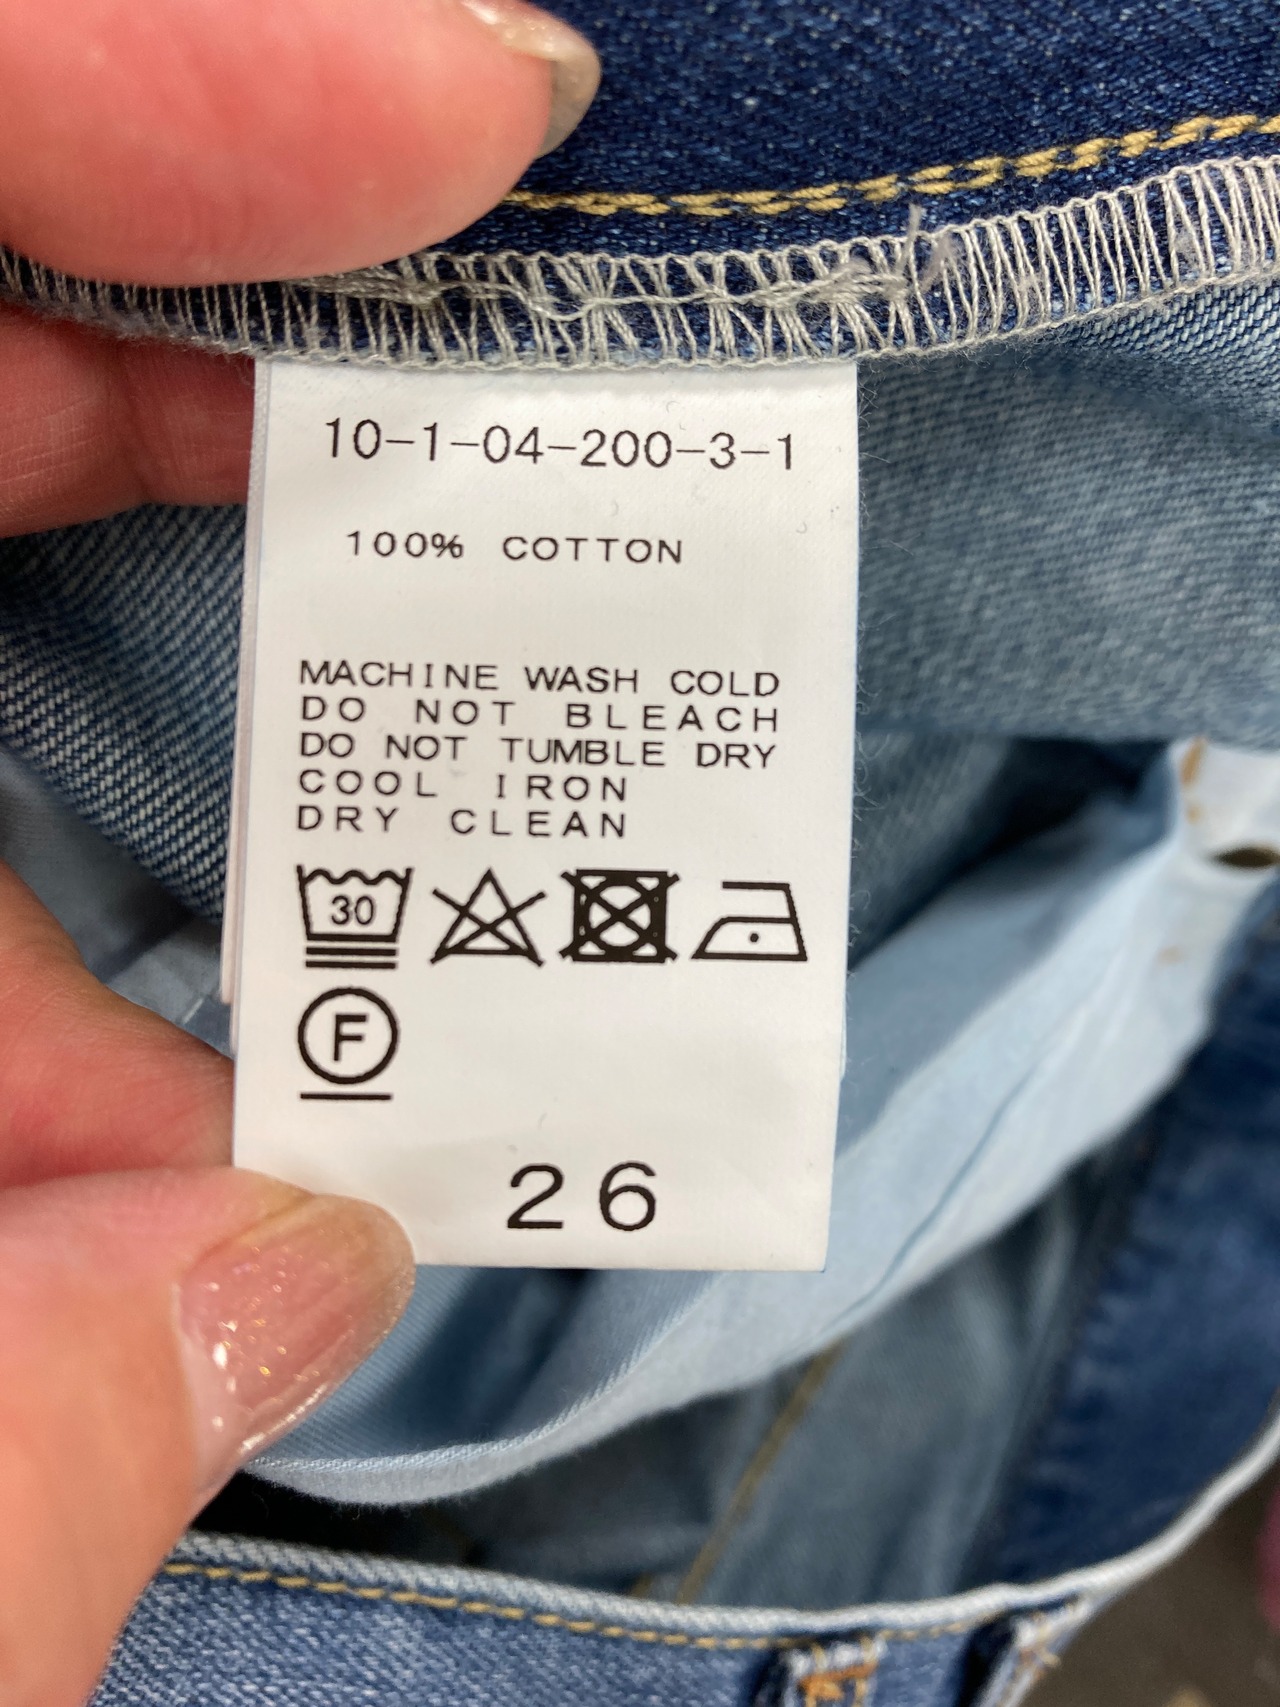 10-1-04-200-3-1
100% COTTON
MACHINE WASH COLD
DO NOT BLEACH
DO NOT TUMBLE DRY
COOL IRON
DRY CLEAN
30
F
26